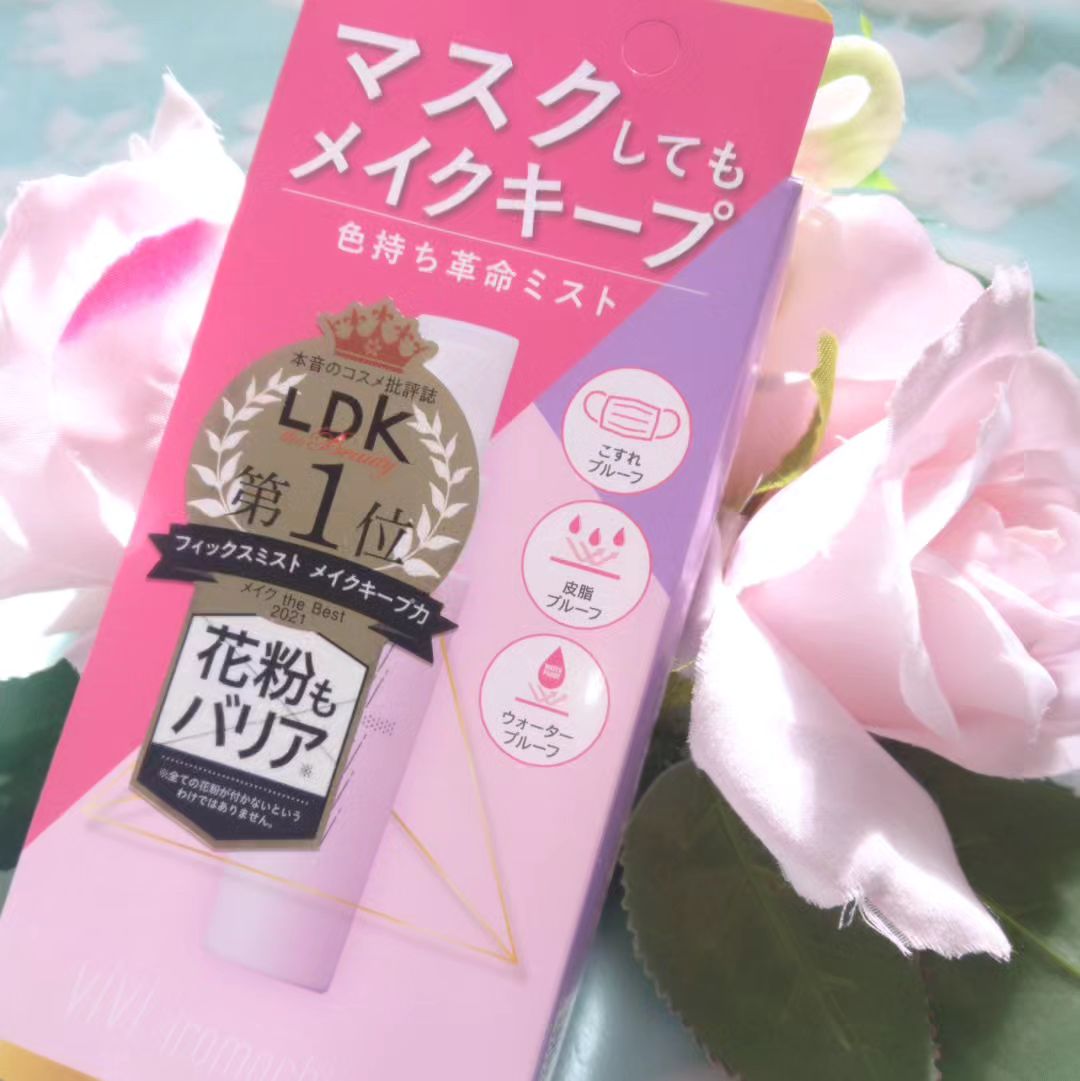 マスクしても
メイクキープ
色持ち革命ミスト
本音のコスメ批評誌
LDK
the Beauty
第1位
フィックスミスト メイクキープ力
メイク the Best
2021
花粉も
バリア※
※全ての花粉が付かないという
わけではありません。
こすれ
プルーフ
皮脂
プルーフ
ウォーター
プルーフ